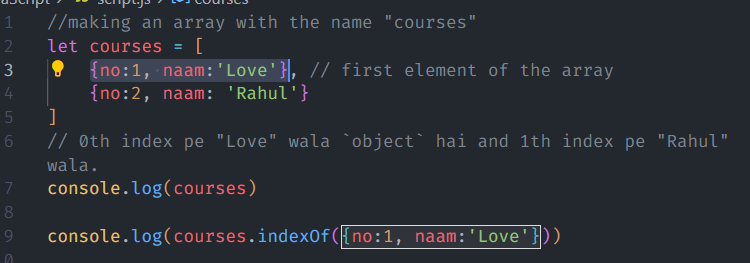 script.js courses
1 //making an array with the name "courses"
2 let courses = [
3 {no:1, naam:'Love'}, // first element of the array
4 {no:2, naam: 'Rahul'}
5 ]
6 // 0th index pe "Love" wala `object` hai and 1th index pe "Rahul"
wala.
7 console.log(courses)
8
9 console.log(courses.indexOf({no:1, naam:'Love'}))